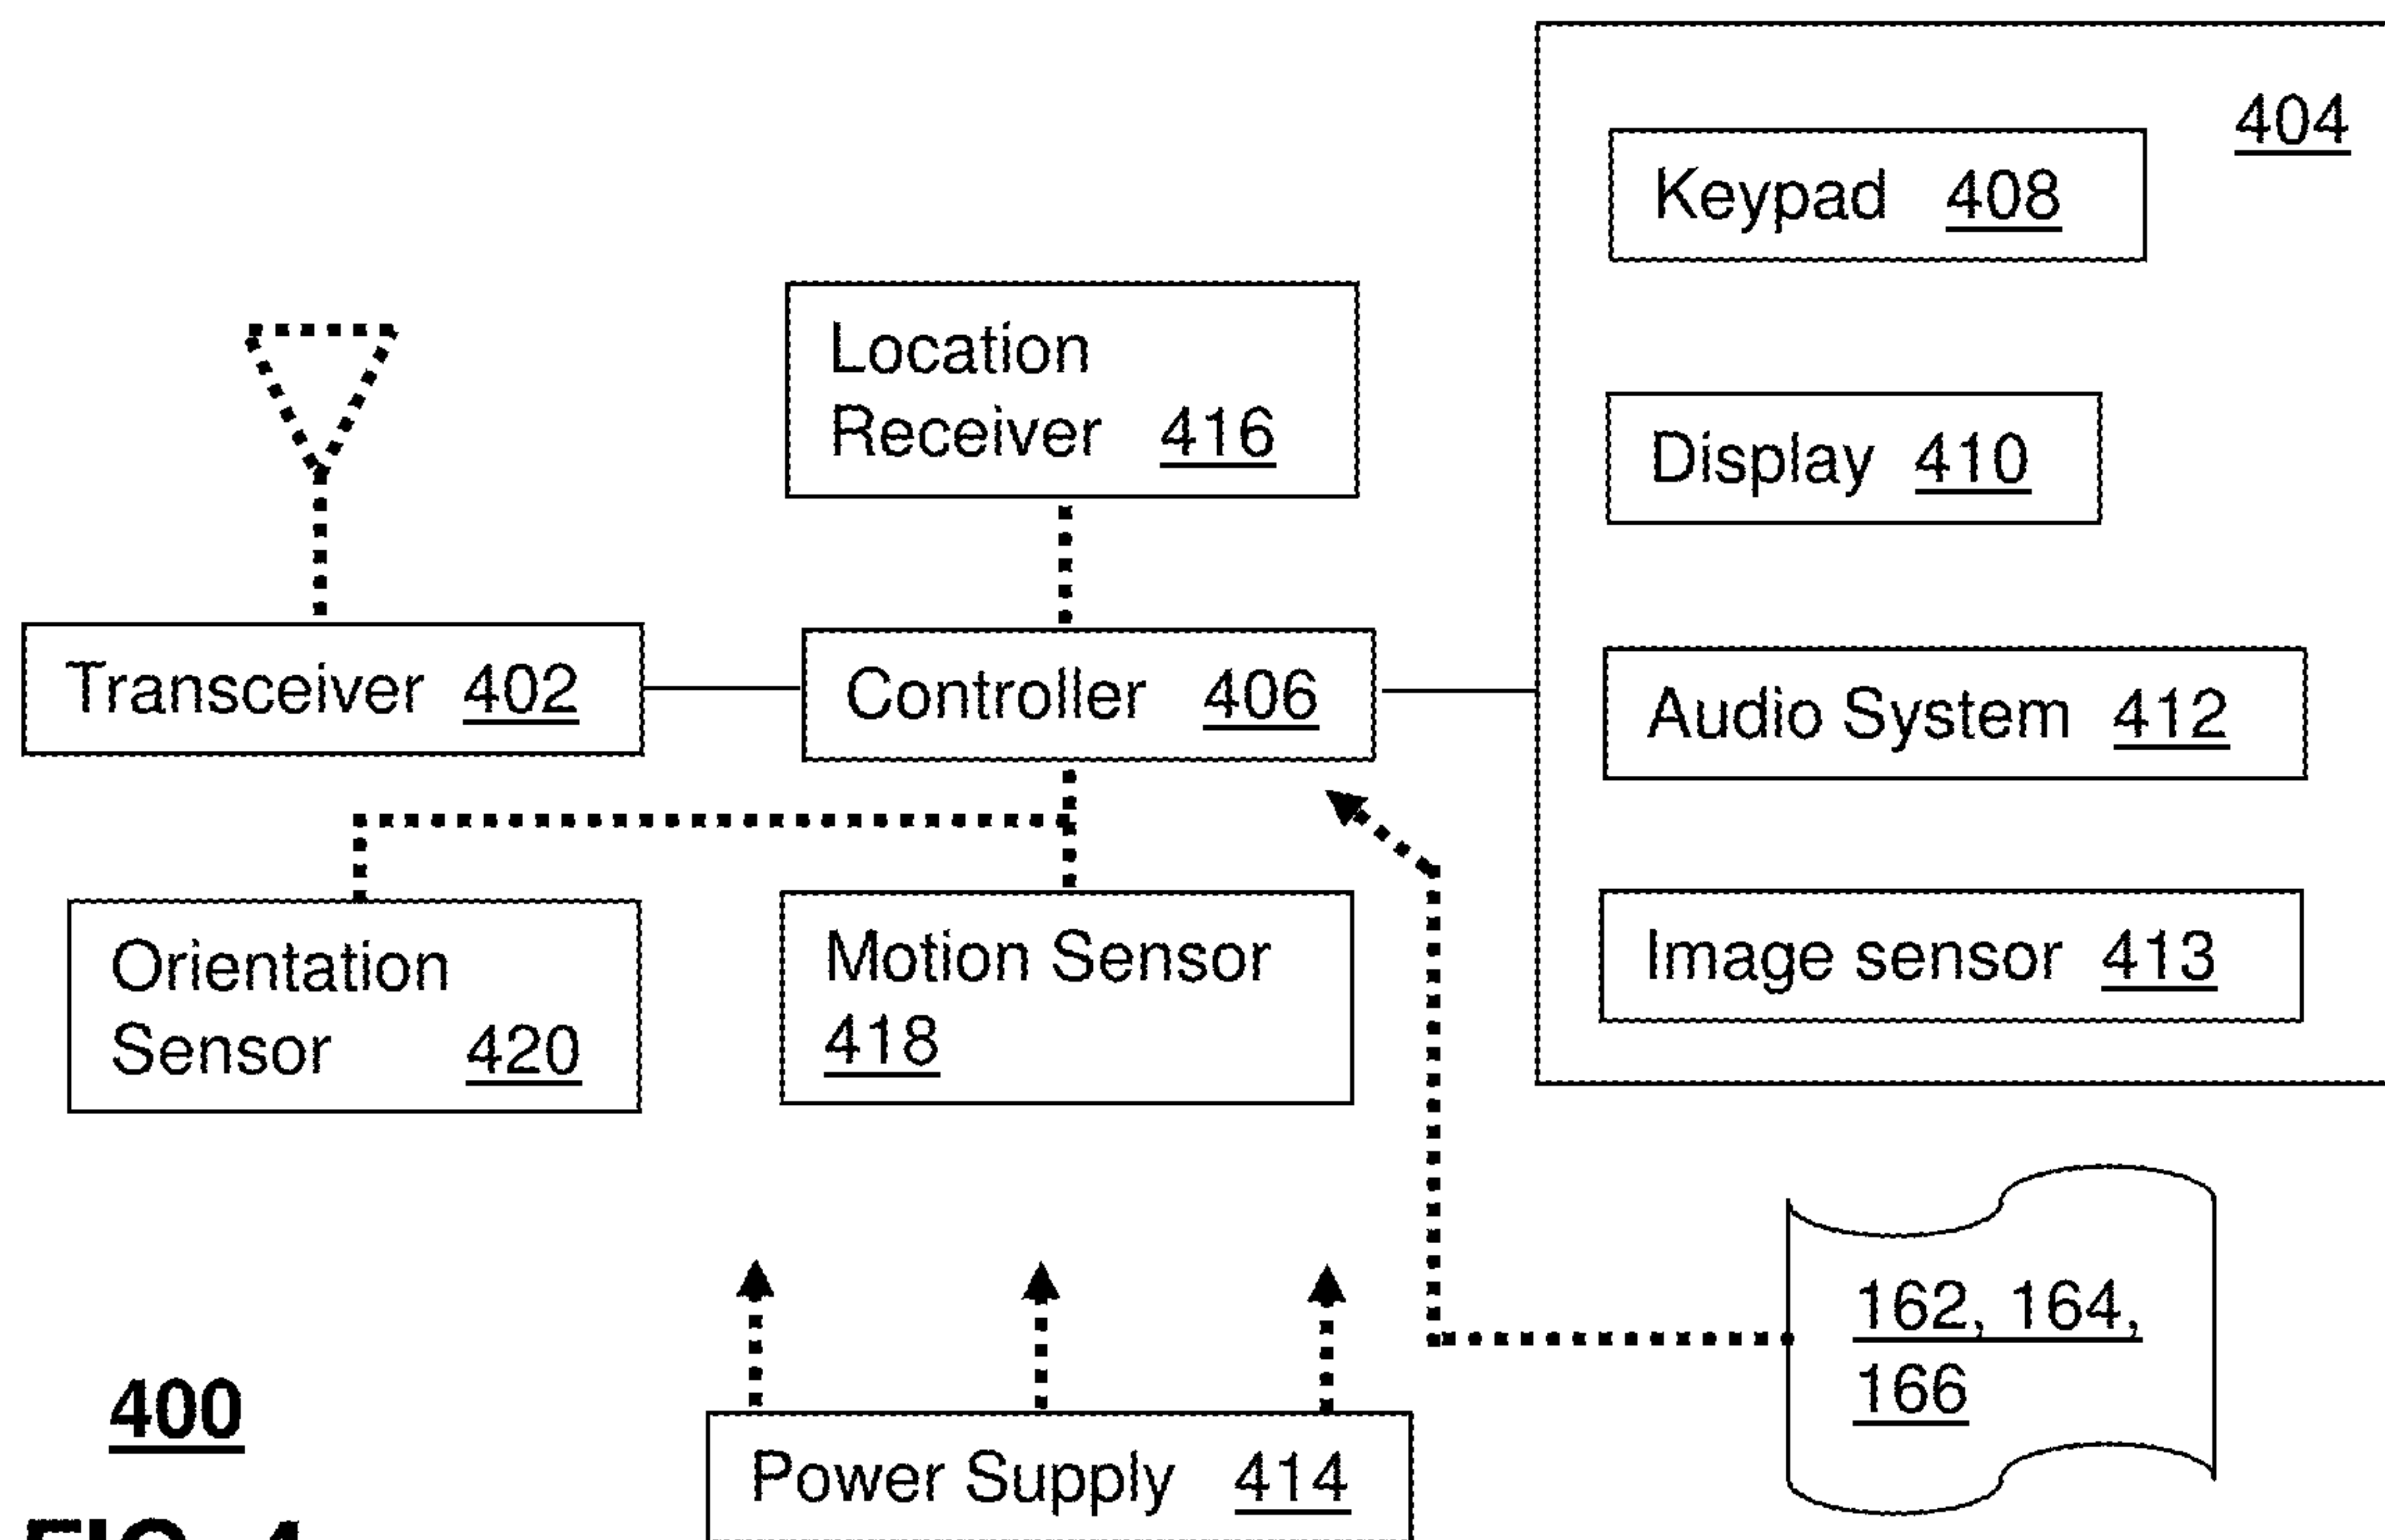 404
Keypad 408
Location
Receiver 416
Display 410
Transceiver 402
Controller 406
Audio System 412
Orientation
Sensor 420
Motion Sensor
418
Image sensor 413
162, 164,
166
400
Power Supply 414